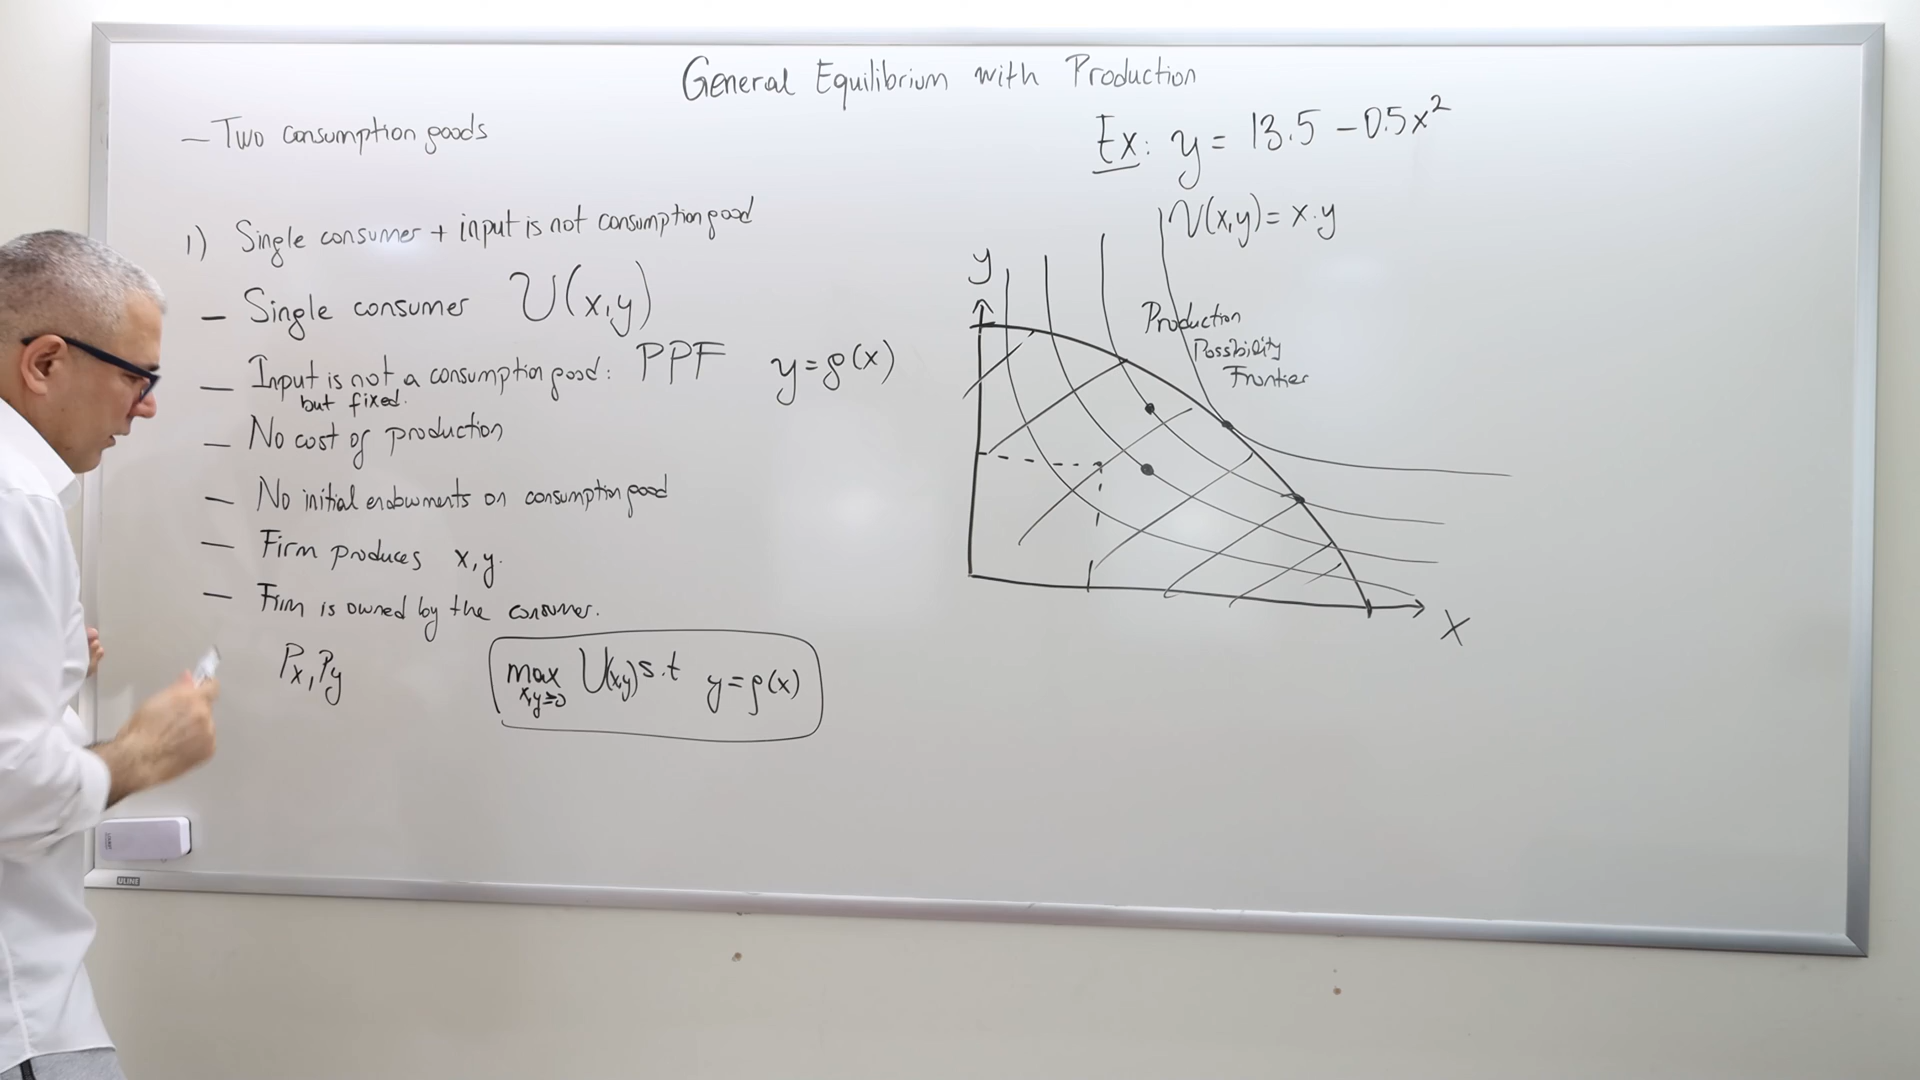 General Equilibrium with Production
– Two consumption goods
1) Single consumer + input is not consumption good
– Single consumer U(x,y)
– Input is not a consumption good: PPF y=g(x)
but fixed.
– No cost of production
– No initial endowments on consumption good
– Firm produces x,y.
– Firm is owned by the consumer.
Px, Py
max U(x,y) s.t y=g(x)
x,y≥0
Ex: y = 13.5 – 0.5x²
U(x,y) = x.y
y
Production
Possibility
Frontier
X
ULINE